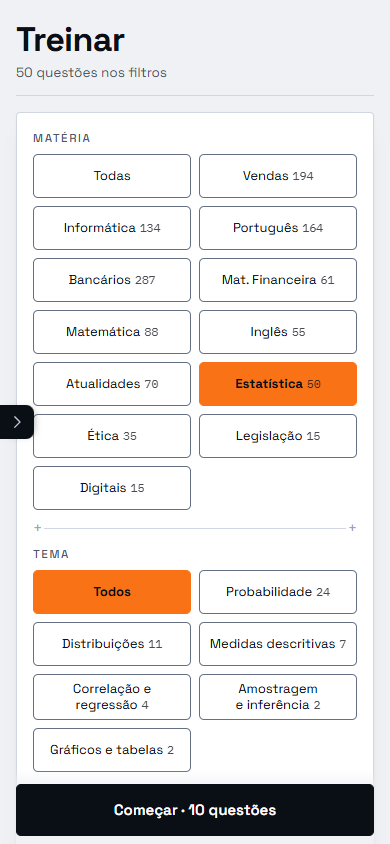 Treinar
50 questões nos filtros
MATÉRIA
Todas
Vendas 194
Informática 134
Português 164
Bancários 287
Mat. Financeira 61
Matemática 88
Inglês 55
Atualidades 70
Estatística 50
Ética 35
Legislação 15
Digitais 15
TEMA
Todos
Probabilidade 24
Distribuições 11
Medidas descritivas 7
Correlação e
regressão 4
Amostragem
e inferência 2
Gráficos e tabelas 2
Começar · 10 questões